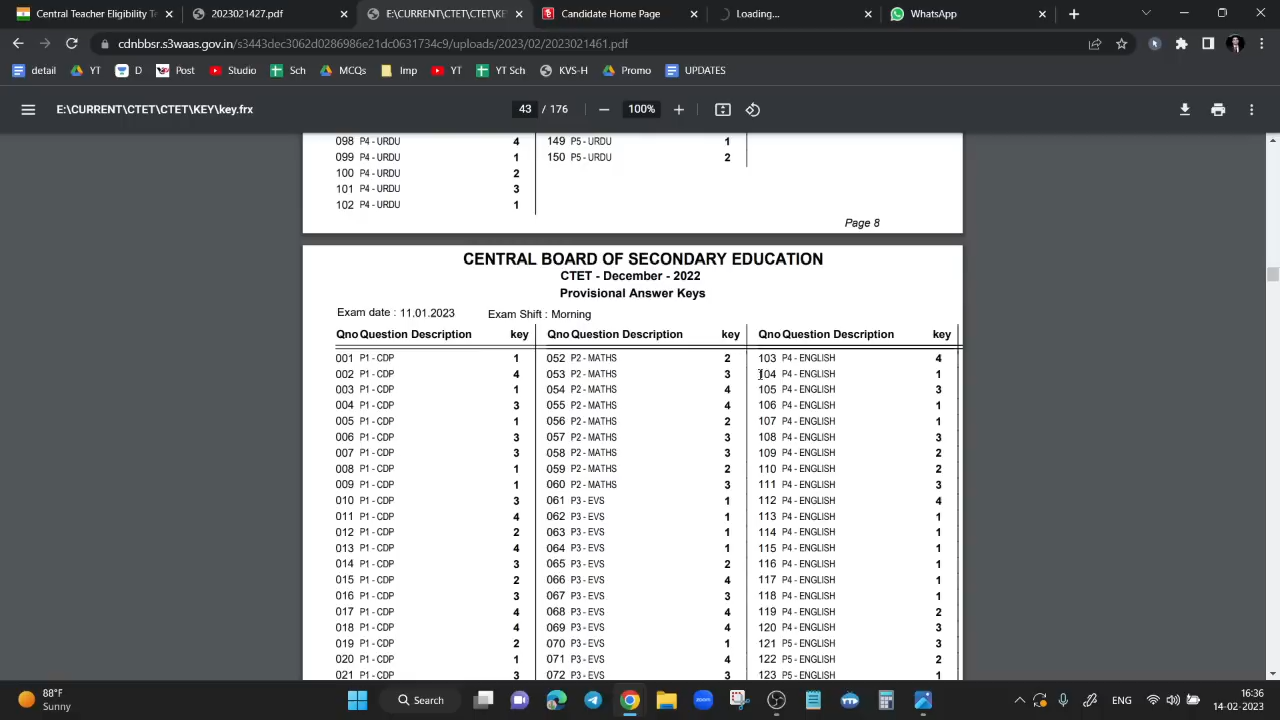 Central Teacher Eligibility Te
2023021427.pdf
E:\CURRENT\CTET\CTET\KE
Candidate Home Page
Loading...
WhatsApp
cdnbbsr.s3waas.gov.in/s3443dec3062d0286986e21dc0631734c9/uploads/2023/02/2023021461.pdf
detail YT D Post Studio Sch MCQs Imp YT YT Sch KVS-H Promo UPDATES
E:\CURRENT\CTET\CTET\KEY\key.frx
43 / 176
100%
098 P4 - URDU 4 149 P5 - URDU 1
099 P4 - URDU 1 150 P5 - URDU 2
100 P4 - URDU 2
101 P4 - URDU 3
102 P4 - URDU 1
Page 8
CENTRAL BOARD OF SECONDARY EDUCATION
CTET - December - 2022
Provisional Answer Keys
Exam date : 11.01.2023 Exam Shift : Morning
Qno Question Description key Qno Question Description key Qno Question Description key
001 P1 - CDP 1 052 P2 - MATHS 2 103 P4 - ENGLISH 4
002 P1 - CDP 4 053 P2 - MATHS 3 104 P4 - ENGLISH 1
003 P1 - CDP 1 054 P2 - MATHS 4 105 P4 - ENGLISH 3
004 P1 - CDP 3 055 P2 - MATHS 4 106 P4 - ENGLISH 1
005 P1 - CDP 1 056 P2 - MATHS 2 107 P4 - ENGLISH 1
006 P1 - CDP 3 057 P2 - MATHS 3 108 P4 - ENGLISH 3
007 P1 - CDP 3 058 P2 - MATHS 3 109 P4 - ENGLISH 2
008 P1 - CDP 1 059 P2 - MATHS 2 110 P4 - ENGLISH 2
009 P1 - CDP 1 060 P2 - MATHS 3 111 P4 - ENGLISH 3
010 P1 - CDP 3 061 P3 - EVS 1 112 P4 - ENGLISH 4
011 P1 - CDP 4 062 P3 - EVS 1 113 P4 - ENGLISH 1
012 P1 - CDP 2 063 P3 - EVS 1 114 P4 - ENGLISH 1
013 P1 - CDP 4 064 P3 - EVS 1 115 P4 - ENGLISH 1
014 P1 - CDP 3 065 P3 - EVS 2 116 P4 - ENGLISH 1
015 P1 - CDP 2 066 P3 - EVS 4 117 P4 - ENGLISH 1
016 P1 - CDP 3 067 P3 - EVS 3 118 P4 - ENGLISH 1
017 P1 - CDP 4 068 P3 - EVS 4 119 P4 - ENGLISH 2
018 P1 - CDP 4 069 P3 - EVS 4 120 P4 - ENGLISH 3
019 P1 - CDP 2 070 P3 - EVS 1 121 P5 - ENGLISH 3
020 P1 - CDP 1 071 P3 - EVS 4 122 P5 - ENGLISH 2
021 P1 - CDP 3 072 P3 - EVS 3 123 P5 - ENGLISH 1
88°F
Sunny
Search
zoom
ENG
16:36
14-02-2023